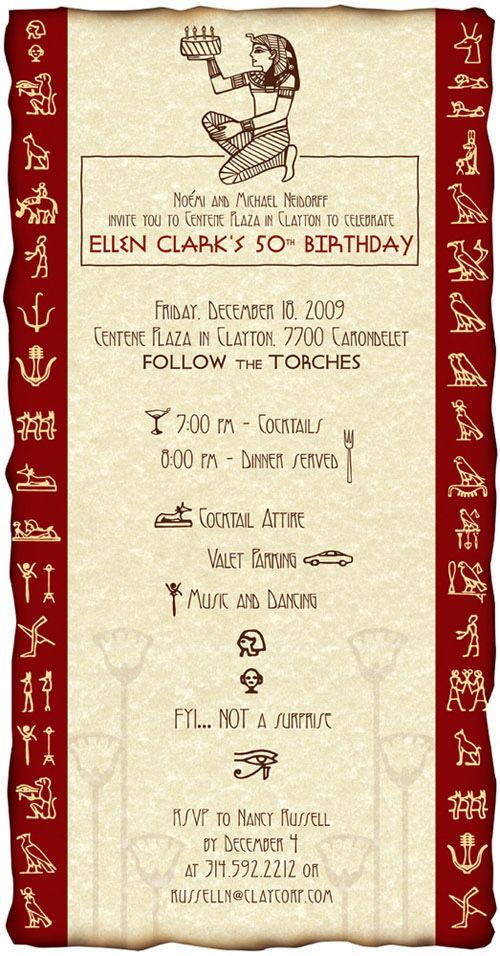 Noémi and Michael Neidorff
invite you to Centene Plaza in Clayton to celebrate
ELLEN CLARK'S 50TH BIRTHDAY
Friday, December 18, 2009
Centene Plaza in Clayton, 7700 Carondelet
FOLLOW THE TORCHES
7:00 pm - Cocktails
8:00 pm - Dinner served
Cocktail Attire
Valet Parking
Music and Dancing
FYI... NOT a surprise
RSVP to Nancy Russell
by December 4
at 314.592.2212 or
russelln@claycorp.com